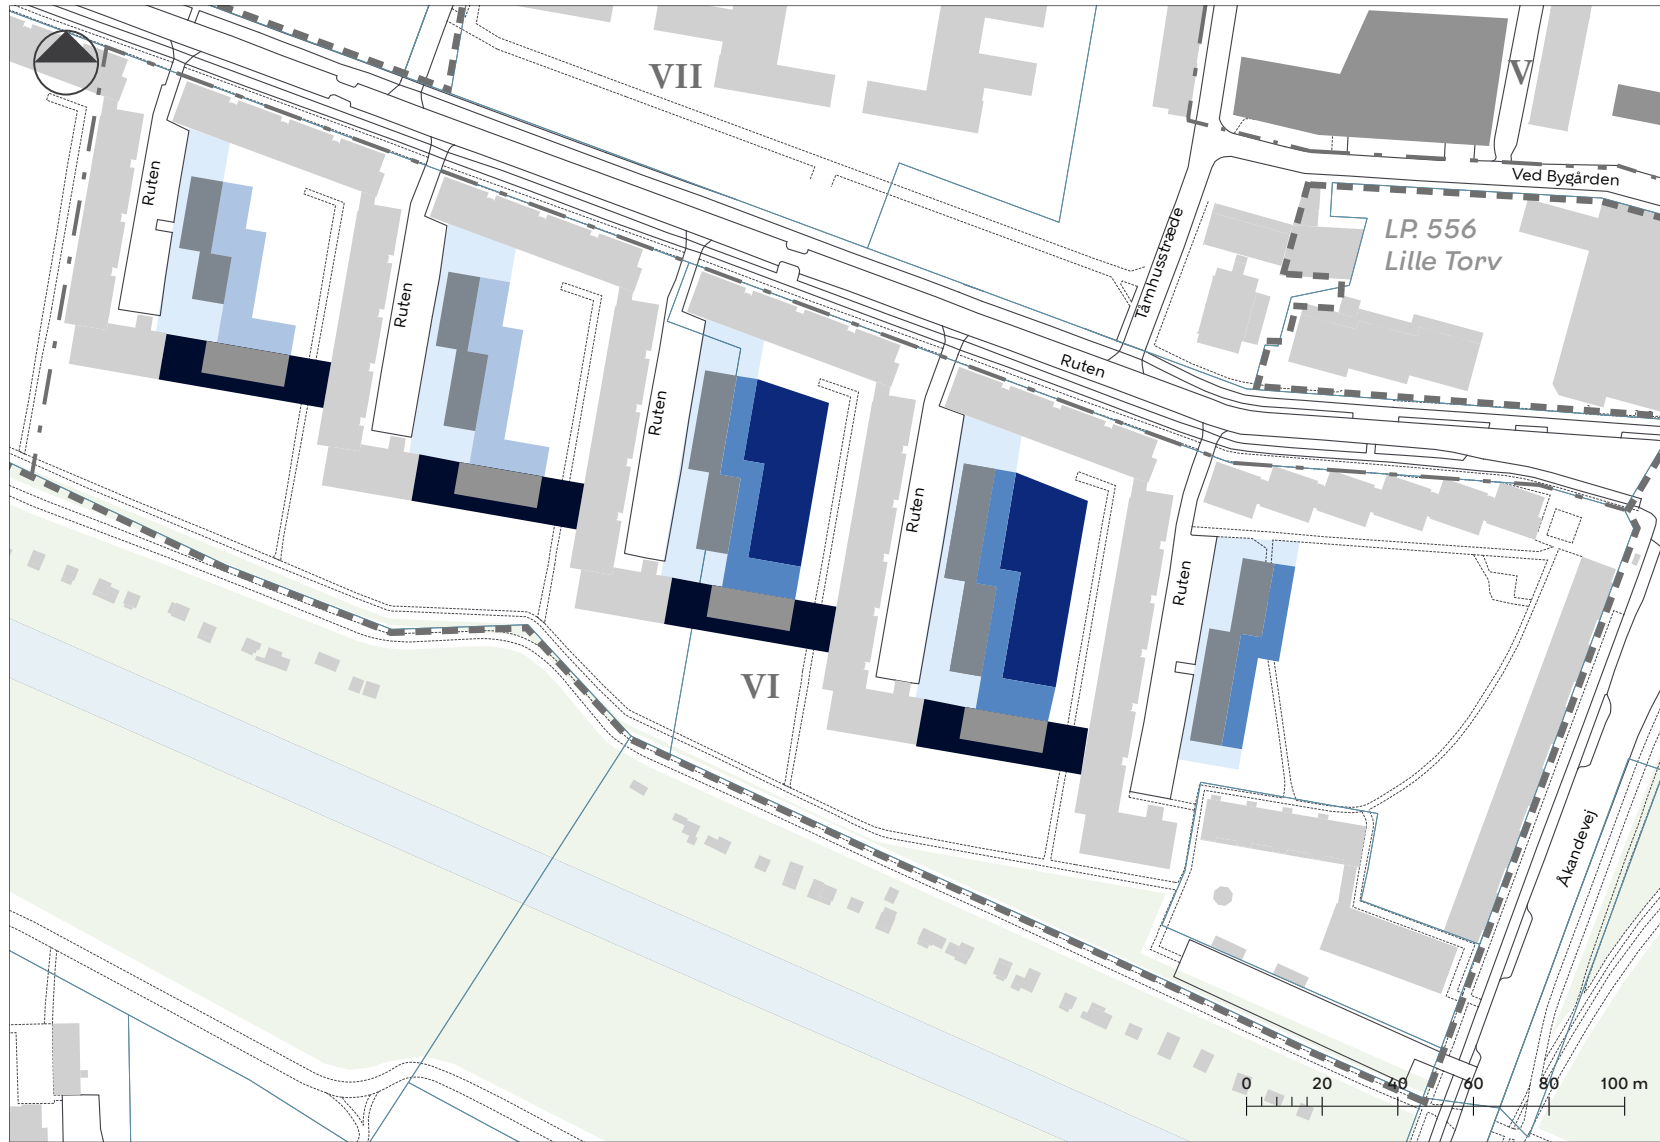 VII
V
Ved Bygården
Ruten
LP. 556
Lille Torv
Tårnhusstræde
Ruten
Ruten
Ruten
Ruten
Ruten
VI
Åkandevej
0 20 40 60 80 100 m